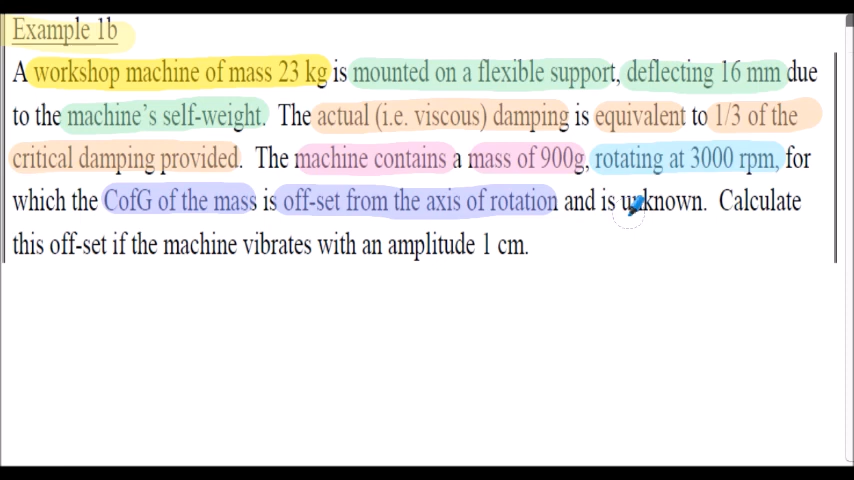 Example 1b
A workshop machine of mass 23 kg is mounted on a flexible support, deflecting 16 mm due
to the machine's self-weight. The actual (i.e. viscous) damping is equivalent to 1/3 of the
critical damping provided. The machine contains a mass of 900g, rotating at 3000 rpm, for
which the CofG of the mass is off-set from the axis of rotation and is unknown. Calculate
this off-set if the machine vibrates with an amplitude 1 cm.